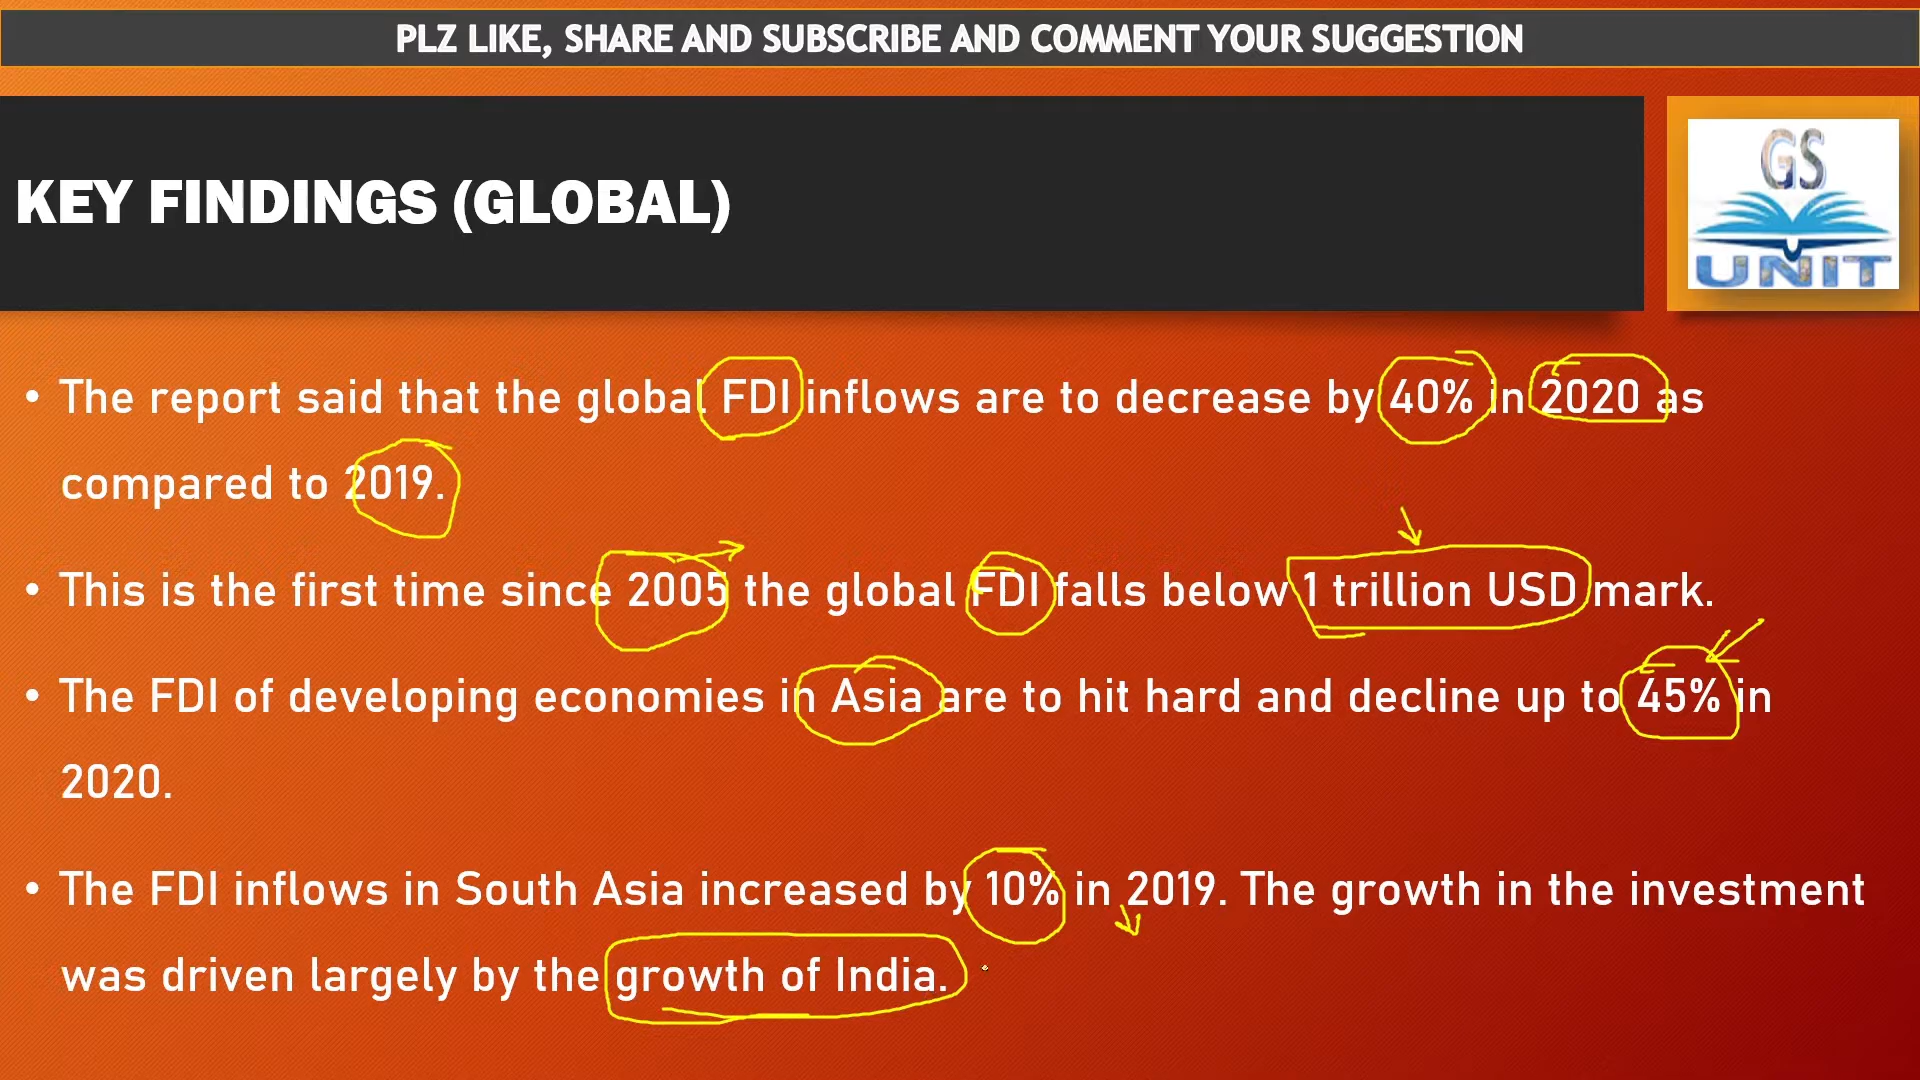 PLZ LIKE, SHARE AND SUBSCRIBE AND COMMENT YOUR SUGGESTION
KEY FINDINGS (GLOBAL)
GS
UNIT
• The report said that the global FDI inflows are to decrease by 40% in 2020 as
compared to 2019.
• This is the first time since 2005 the global FDI falls below 1 trillion USD mark.
• The FDI of developing economies in Asia are to hit hard and decline up to 45% in
2020.
• The FDI inflows in South Asia increased by 10% in 2019. The growth in the investment
was driven largely by the growth of India.